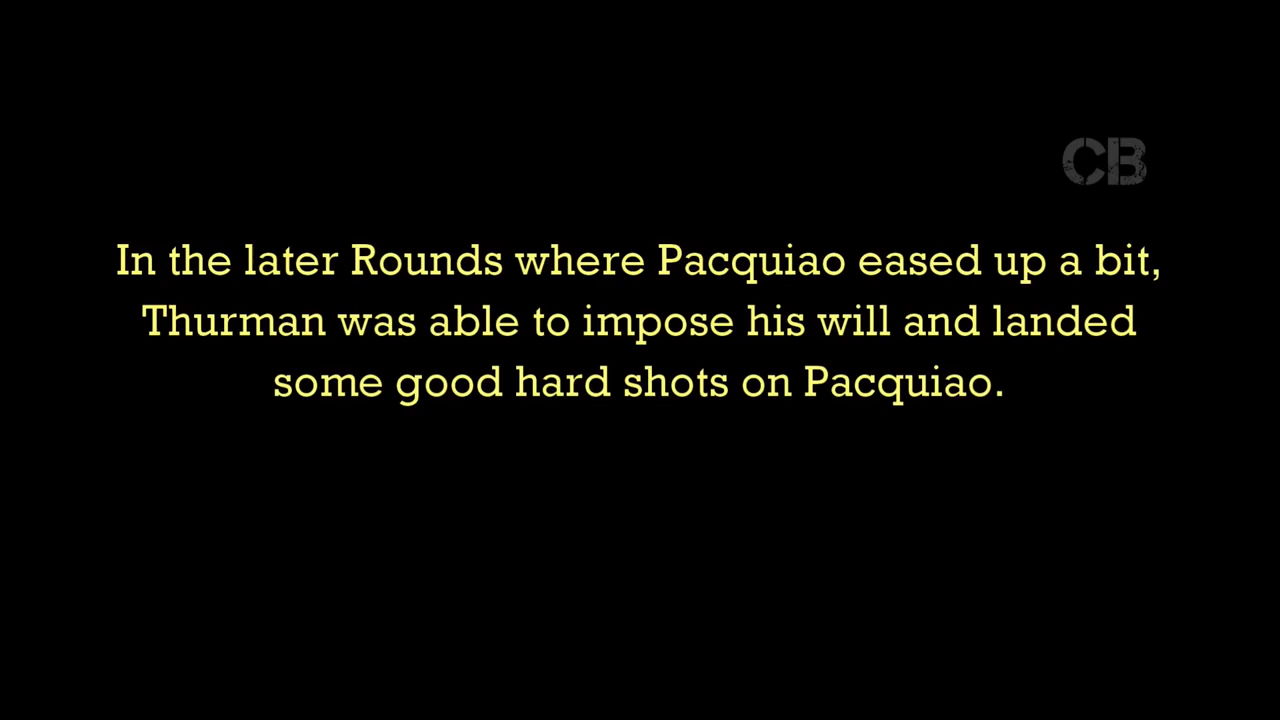 CB
In the later Rounds where Pacquiao eased up a bit,
Thurman was able to impose his will and landed
some good hard shots on Pacquiao.